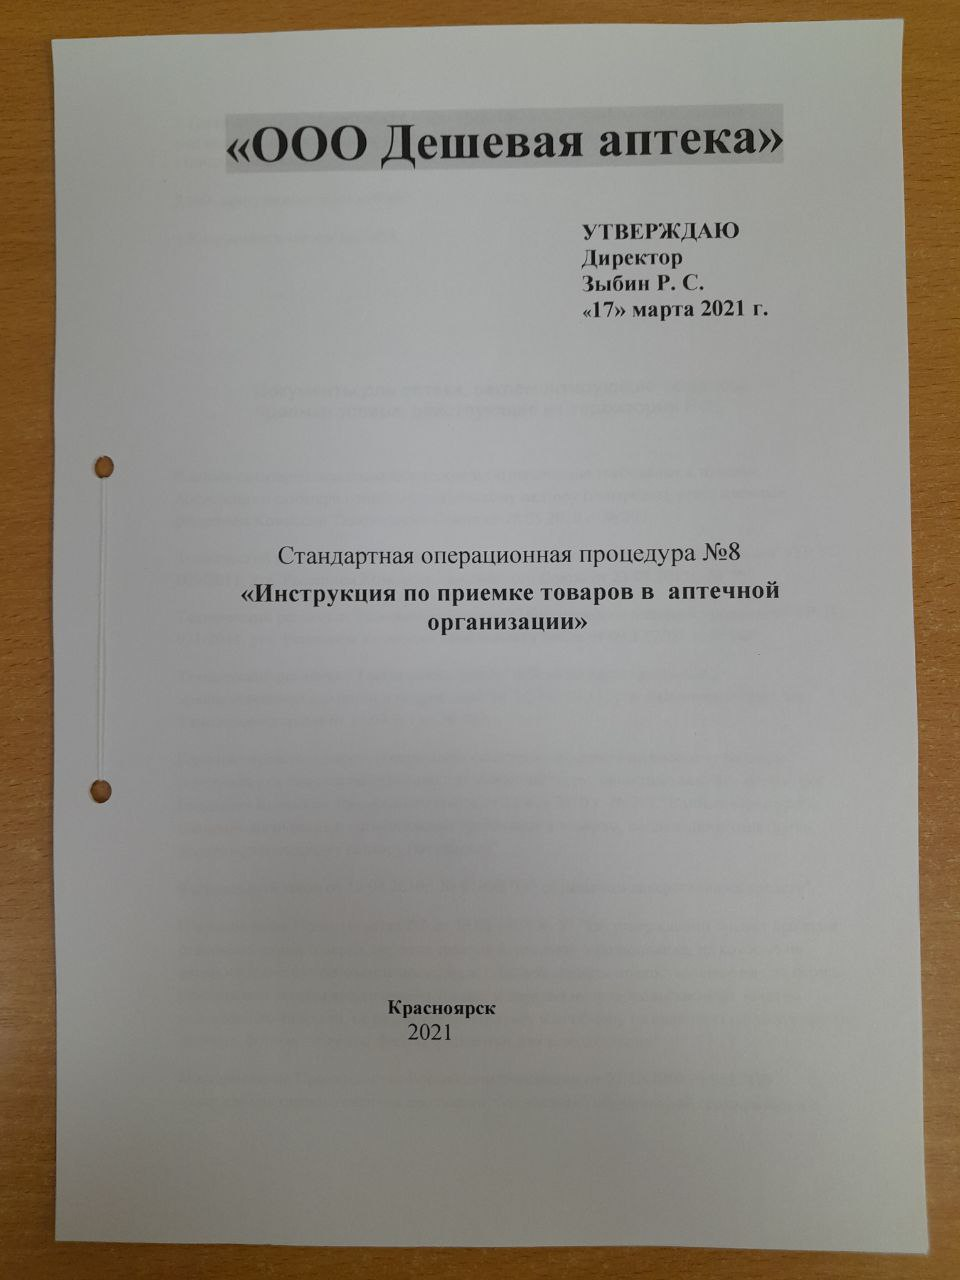 «ООО Дешевая аптека»
УТВЕРЖДАЮ
Директор
Зыбин Р. С.
«17» марта 2021 г.
Стандартная операционная процедура №8
«Инструкция по приемке товаров в аптечной
организации»
Красноярск
2021